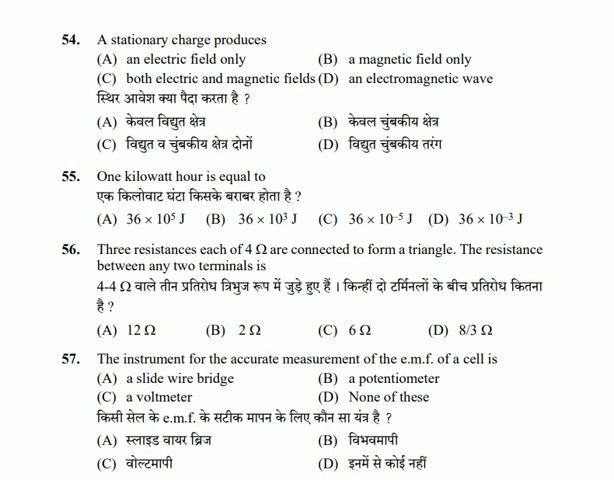 54. A stationary charge produces
(A) an electric field only (B) a magnetic field only
(C) both electric and magnetic fields (D) an electromagnetic wave
स्थिर आवेश क्या पैदा करता है ?
(A) केवल विद्युत क्षेत्र (B) केवल चुंबकीय क्षेत्र
(C) विद्युत व चुंबकीय क्षेत्र दोनों (D) विद्युत चुंबकीय तरंग
55. One kilowatt hour is equal to
एक किलोवाट घंटा किसके बराबर होता है ?
(A) 36 × 10⁵ J (B) 36 × 10³ J (C) 36 × 10⁻⁵ J (D) 36 × 10⁻³ J
56. Three resistances each of 4 Ω are connected to form a triangle. The resistance
between any two terminals is
4-4 Ω वाले तीन प्रतिरोध त्रिभुज रूप में जुड़े हुए हैं । किन्हीं दो टर्मिनलों के बीच प्रतिरोध कितना
है ?
(A) 12 Ω (B) 2 Ω (C) 6 Ω (D) 8/3 Ω
57. The instrument for the accurate measurement of the e.m.f. of a cell is
(A) a slide wire bridge (B) a potentiometer
(C) a voltmeter (D) None of these
किसी सेल के e.m.f. के सटीक मापन के लिए कौन सा यंत्र है ?
(A) स्लाइड वायर ब्रिज (B) विभवमापी
(C) वोल्टमापी (D) इनमें से कोई नहीं